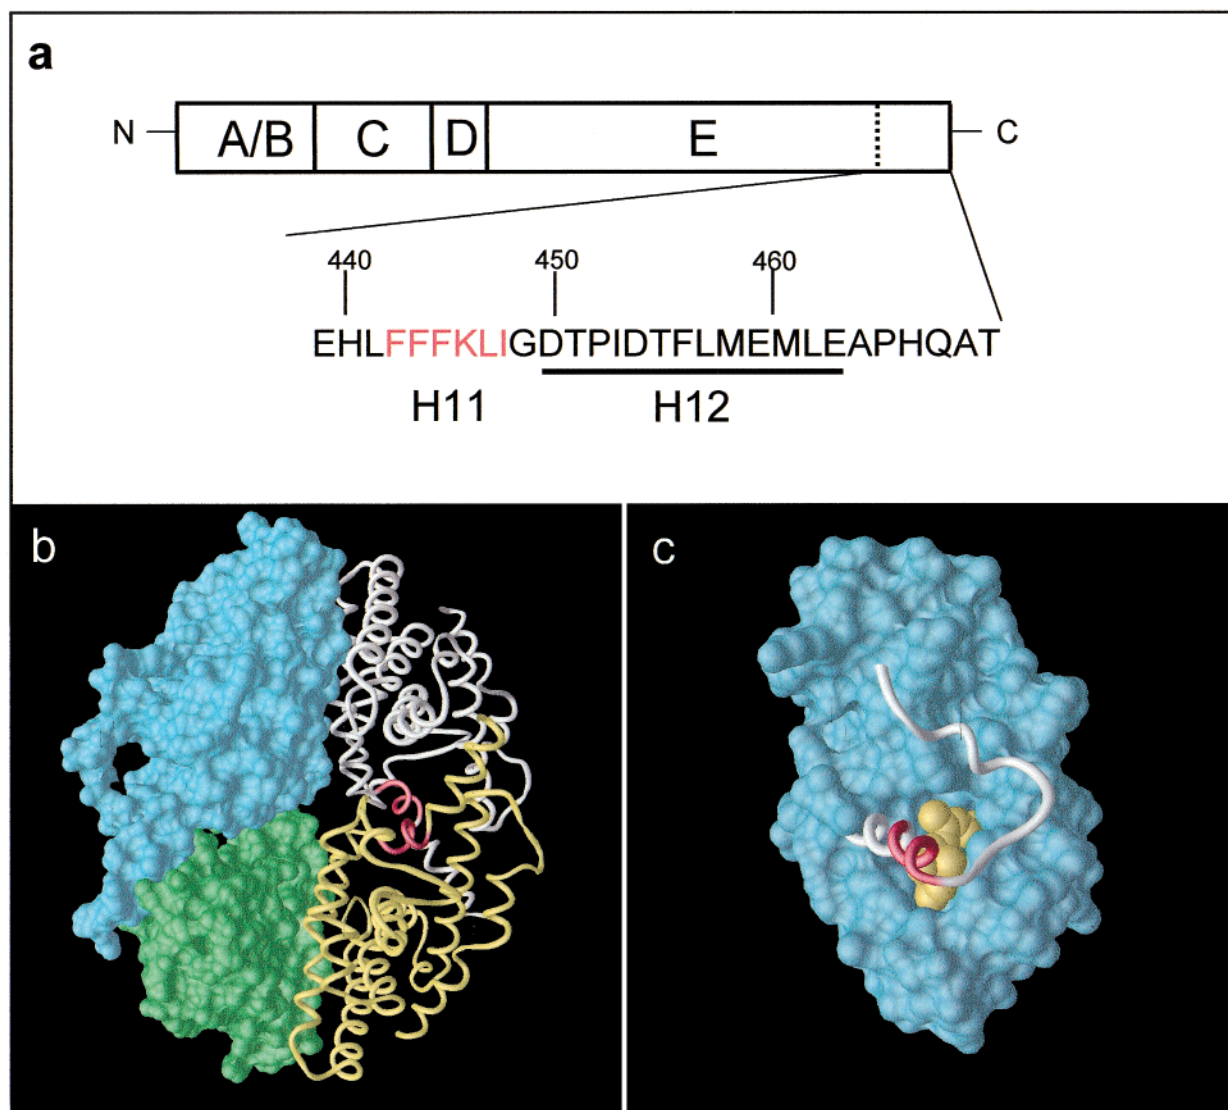 a
N A/B C D E C
440 450 460
EHLFFFKLIGDTPIDTFLMEMLEAPHQAT
H11 H12
b
c